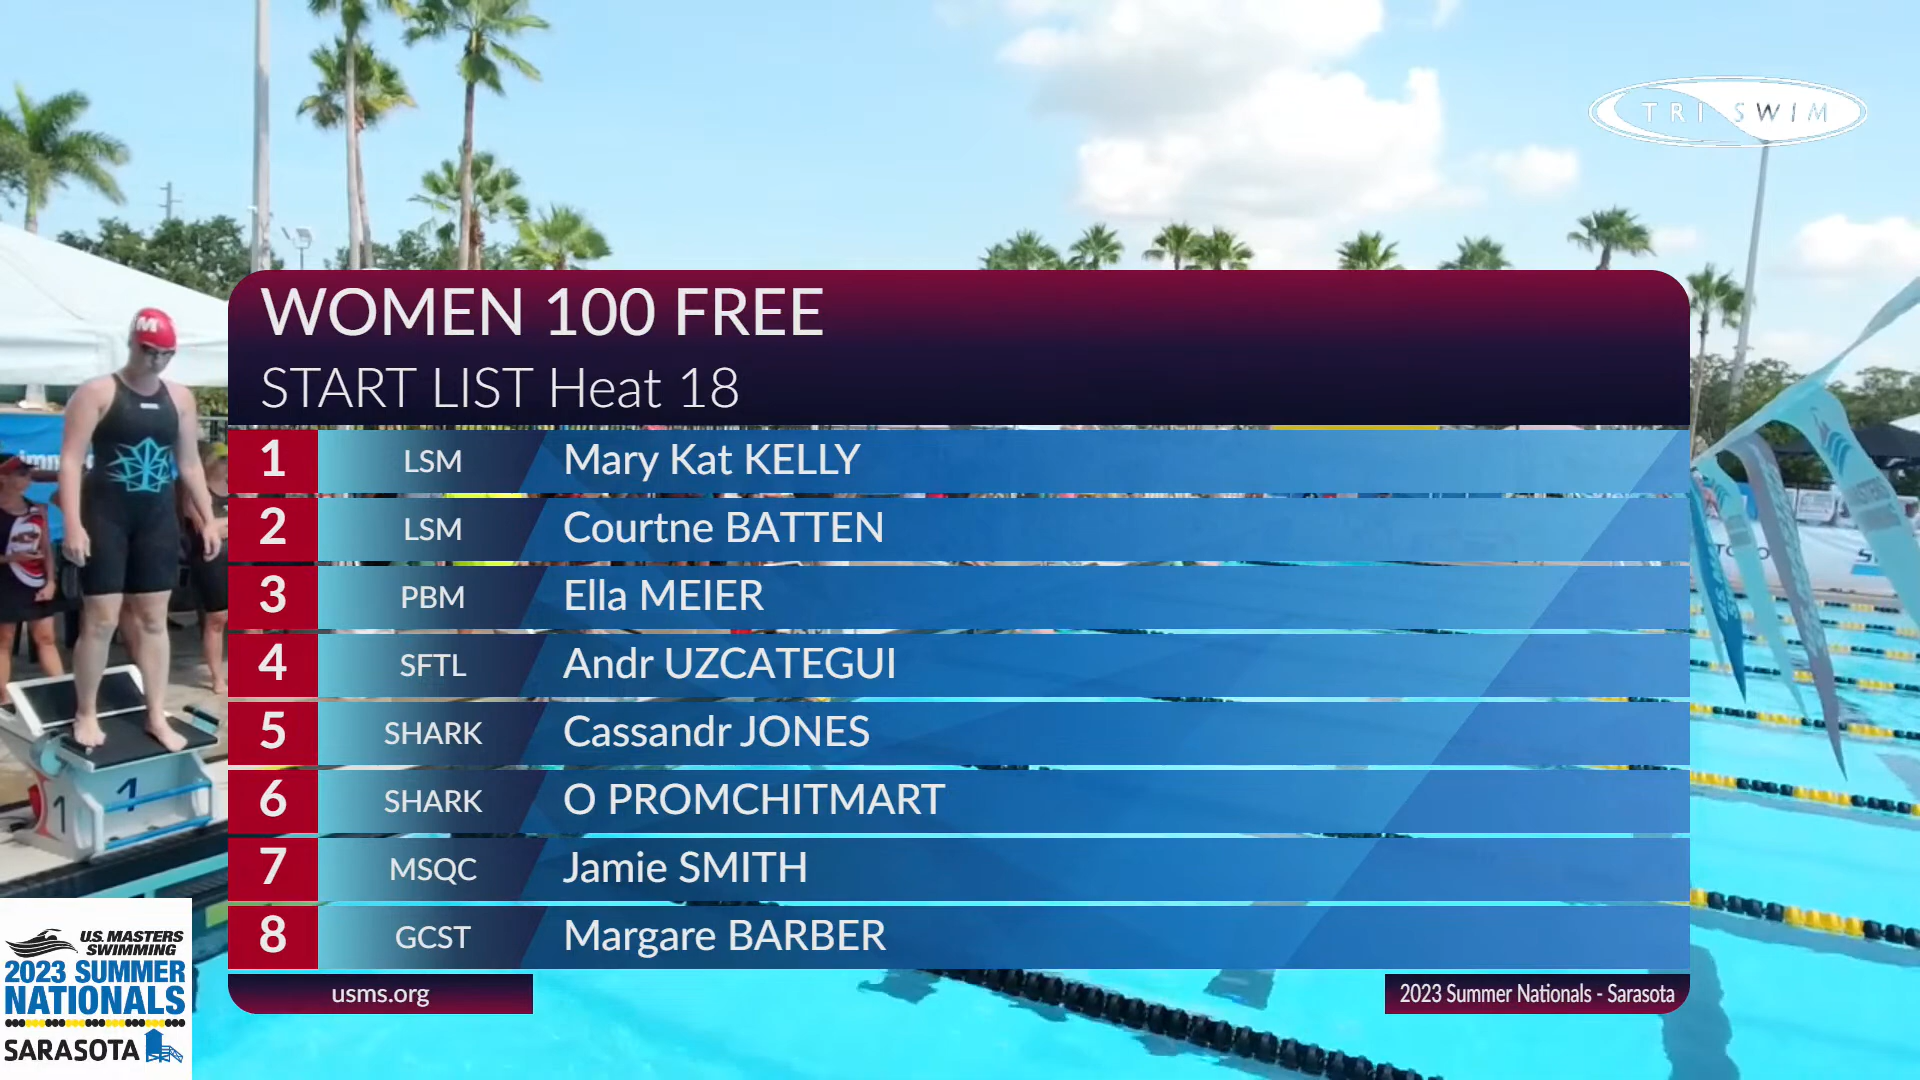 TRI SWIM
WOMEN 100 FREE
START LIST Heat 18
1 LSM Mary Kat KELLY
2 LSM Courtne BATTEN
3 PBM Ella MEIER
4 SFTL Andr UZCATEGUI
5 SHARK Cassandr JONES
6 SHARK O PROMCHITMART
7 MSQC Jamie SMITH
8 GCST Margare BARBER
usms.org
2023 Summer Nationals - Sarasota
M
1 1
U.S. MASTERS
SWIMMING
2023 SUMMER
NATIONALS
SARASOTA